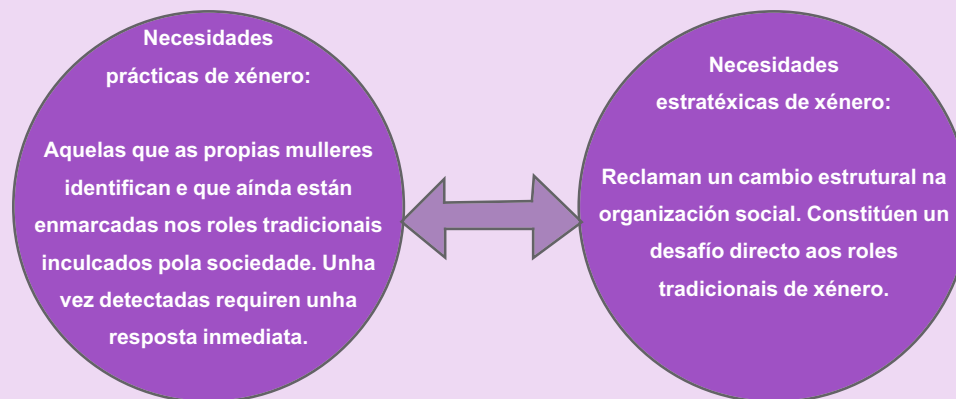 Necesidades
prácticas de xénero:
Aquelas que as propias mulleres
identifican e que aínda están
enmarcadas nos roles tradicionais
inculcados pola sociedade. Unha
vez detectadas requiren unha
resposta inmediata.
Necesidades
estratéxicas de xénero:
Reclaman un cambio estrutural na
organización social. Constitúen un
desafío directo aos roles
tradicionais de xénero.